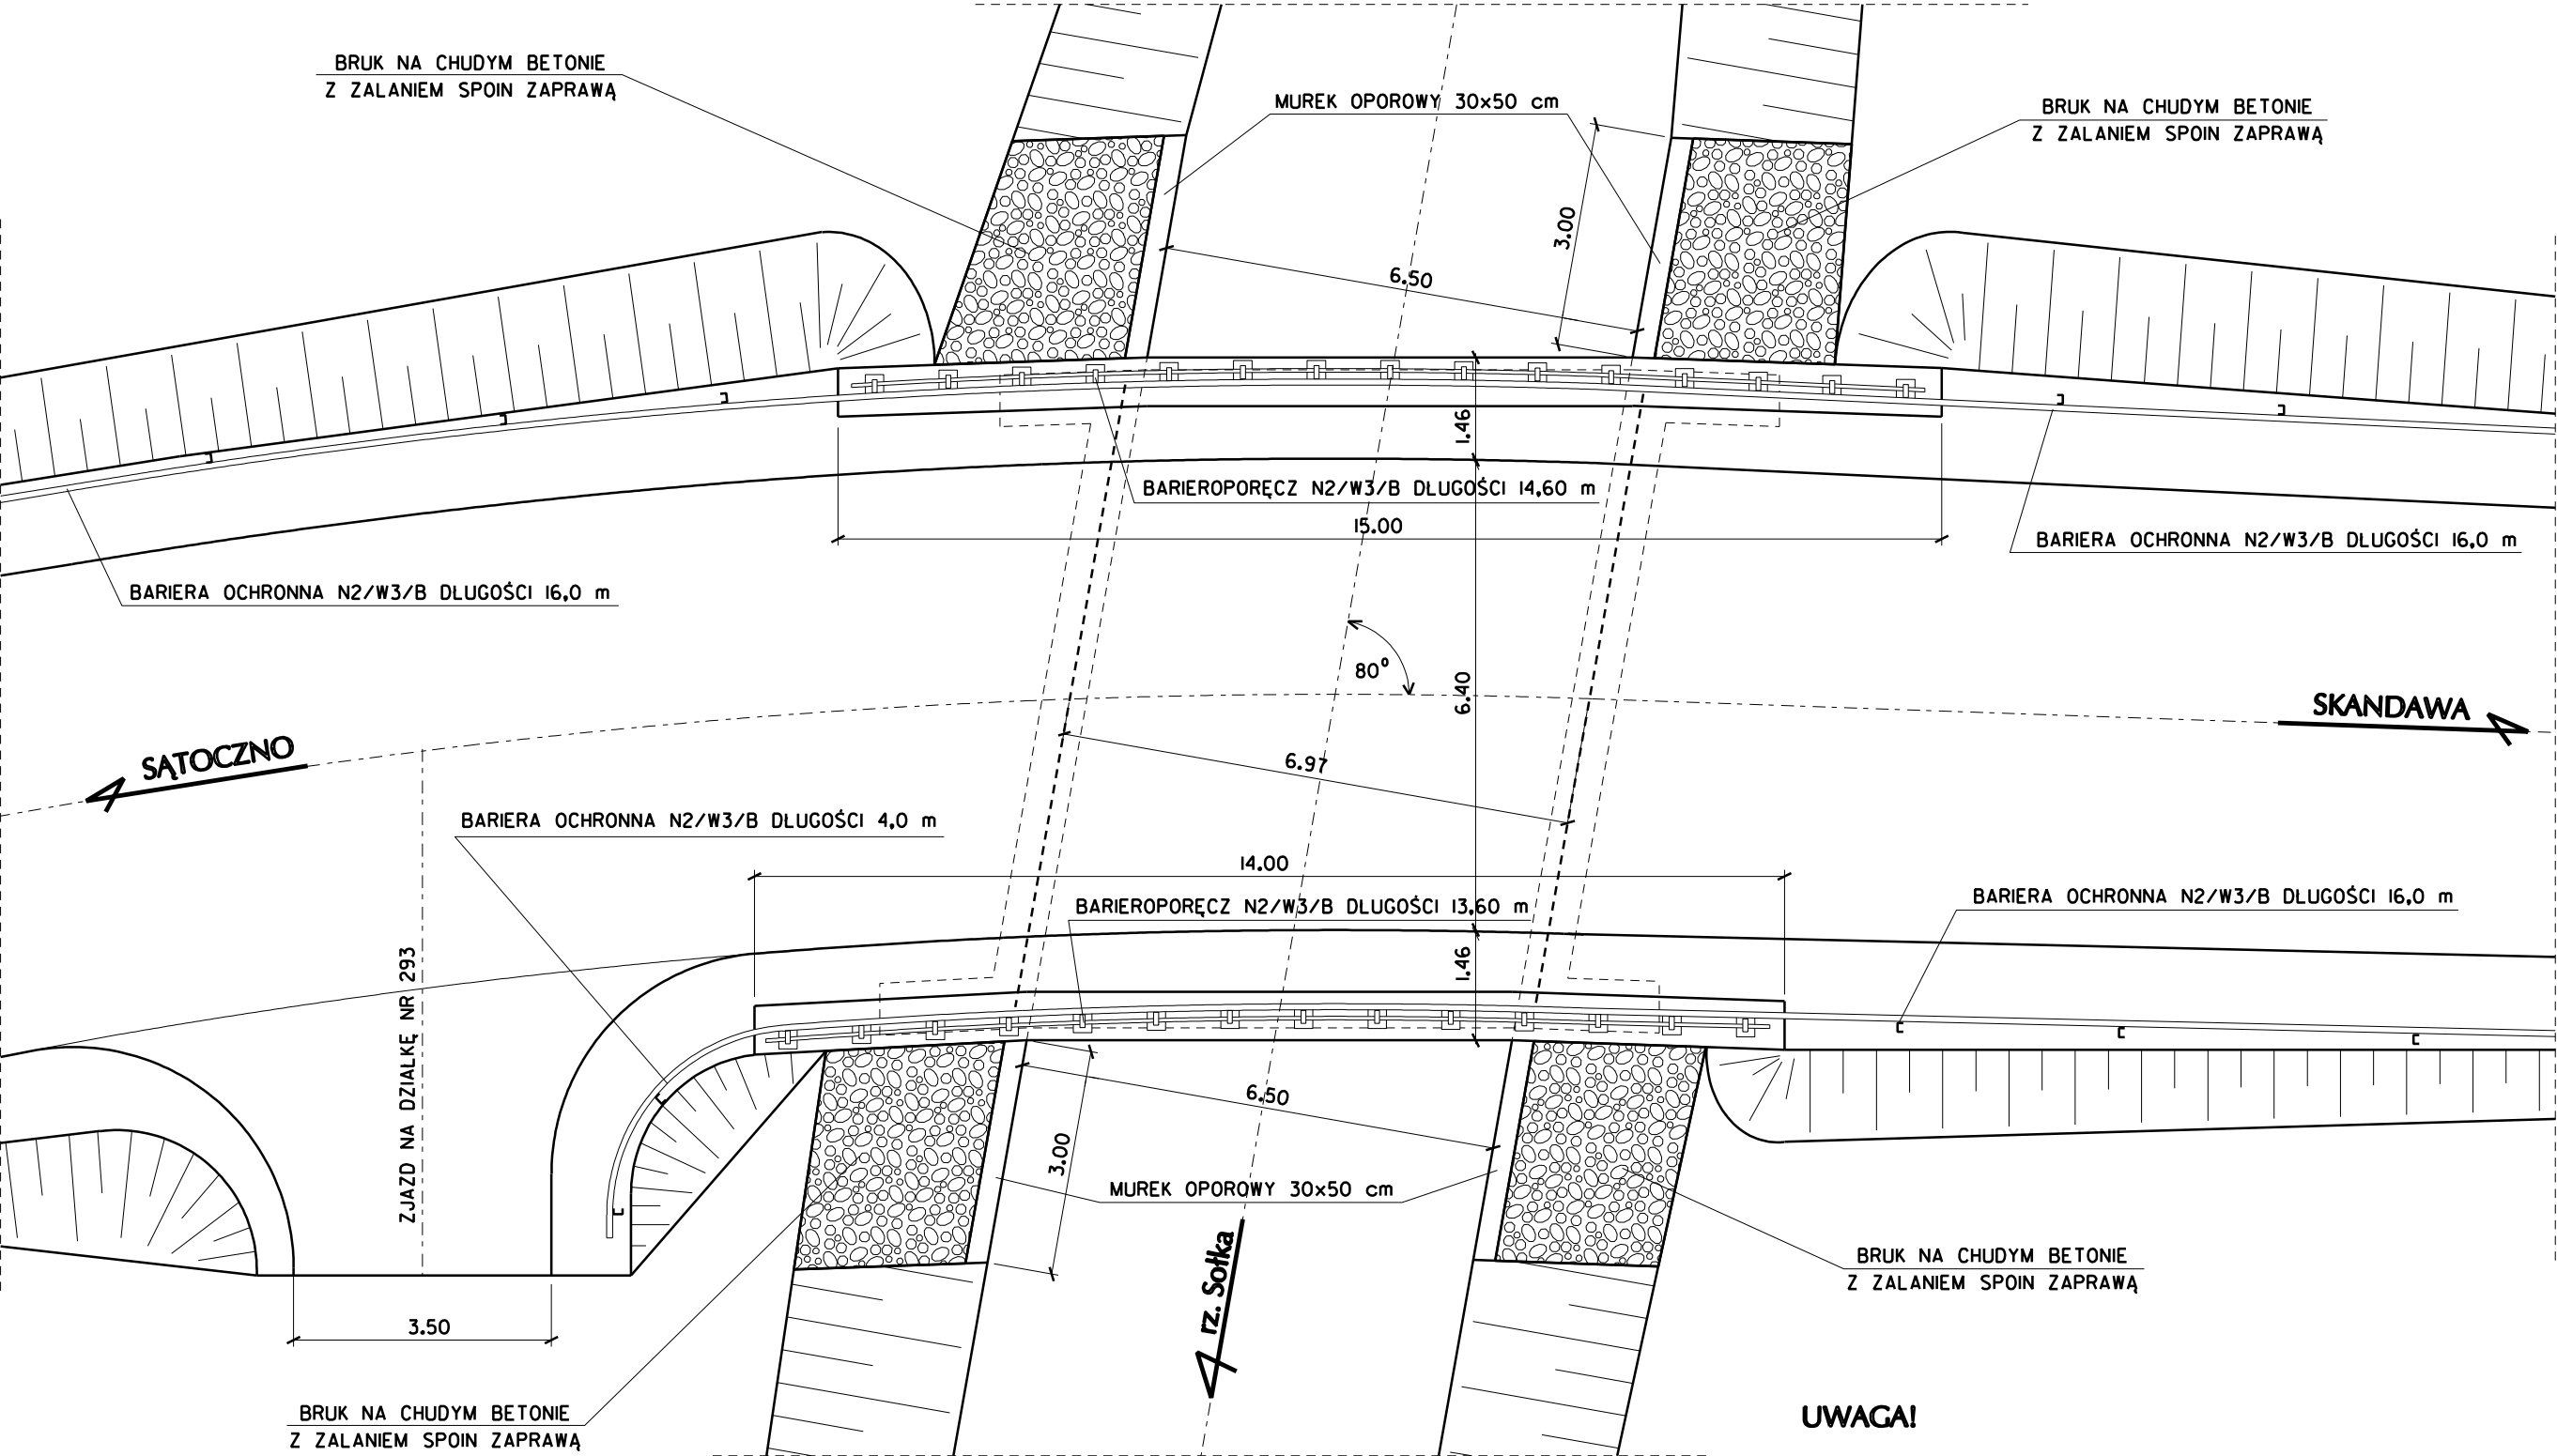 BRUK NA CHUDYM BETONIE
Z ZALANIEM SPOIN ZAPRAWĄ
MUREK OPOROWY 30x50 cm
BRUK NA CHUDYM BETONIE
Z ZALANIEM SPOIN ZAPRAWĄ
3.00
6.50
1.46
BARIEROPORĘCZ N2/W3/B DŁUGOŚCI 14,60 m
15.00
BARIERA OCHRONNA N2/W3/B DŁUGOŚCI 16,0 m
BARIERA OCHRONNA N2/W3/B DŁUGOŚCI 16,0 m
80°
6.40
SKANDAWA
SĄTOCZNO
6.97
BARIERA OCHRONNA N2/W3/B DŁUGOŚCI 4,0 m
14.00
BARIEROPORĘCZ N2/W3/B DŁUGOŚCI 13,60 m
BARIERA OCHRONNA N2/W3/B DŁUGOŚCI 16,0 m
1.46
ZJAZD NA DZIAŁKĘ NR 293
6.50
3.00
MUREK OPOROWY 30x50 cm
rz. Sołka
BRUK NA CHUDYM BETONIE
Z ZALANIEM SPOIN ZAPRAWĄ
3.50
BRUK NA CHUDYM BETONIE
Z ZALANIEM SPOIN ZAPRAWĄ
UWAGA!